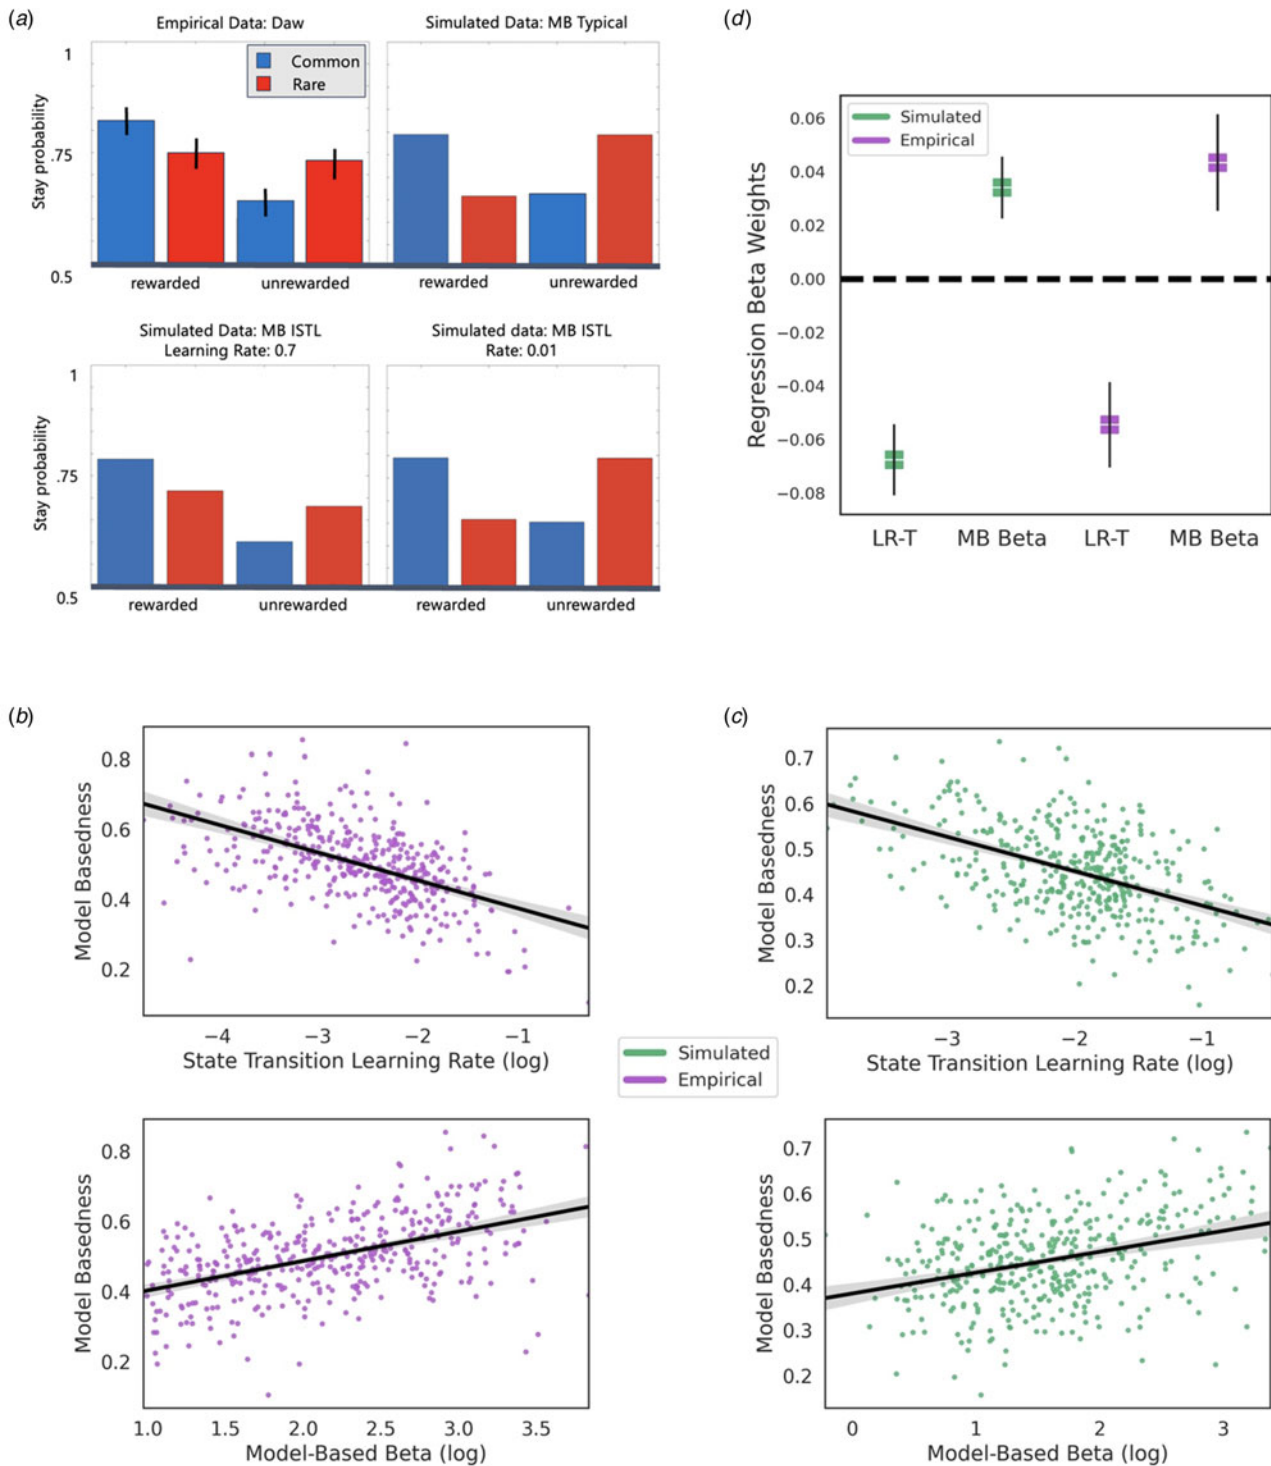 (a)
Empirical Data: Daw
Simulated Data: MB Typical
Common
Rare
1
.75
0.5
Stay probability
rewarded
unrewarded
rewarded
unrewarded
Simulated Data: MB ISTL
Learning Rate: 0.7
Simulated data: MB ISTL
Rate: 0.01
1
.75
0.5
Stay probability
rewarded
unrewarded
rewarded
unrewarded
(d)
Simulated
Empirical
Regression Beta Weights
0.06
0.04
0.02
0.00
−0.02
−0.04
−0.06
−0.08
LR-T MB Beta LR-T MB Beta
(b)
Model Basedness
0.8
0.6
0.4
0.2
−4 −3 −2 −1
State Transition Learning Rate (log)
Model Basedness
0.8
0.6
0.4
0.2
1.0 1.5 2.0 2.5 3.0 3.5
Model-Based Beta (log)
Simulated
Empirical
(c)
Model Basedness
0.7
0.6
0.5
0.4
0.3
0.2
−3 −2 −1
State Transition Learning Rate (log)
Model Basedness
0.7
0.6
0.5
0.4
0.3
0.2
0 1 2 3
Model-Based Beta (log)